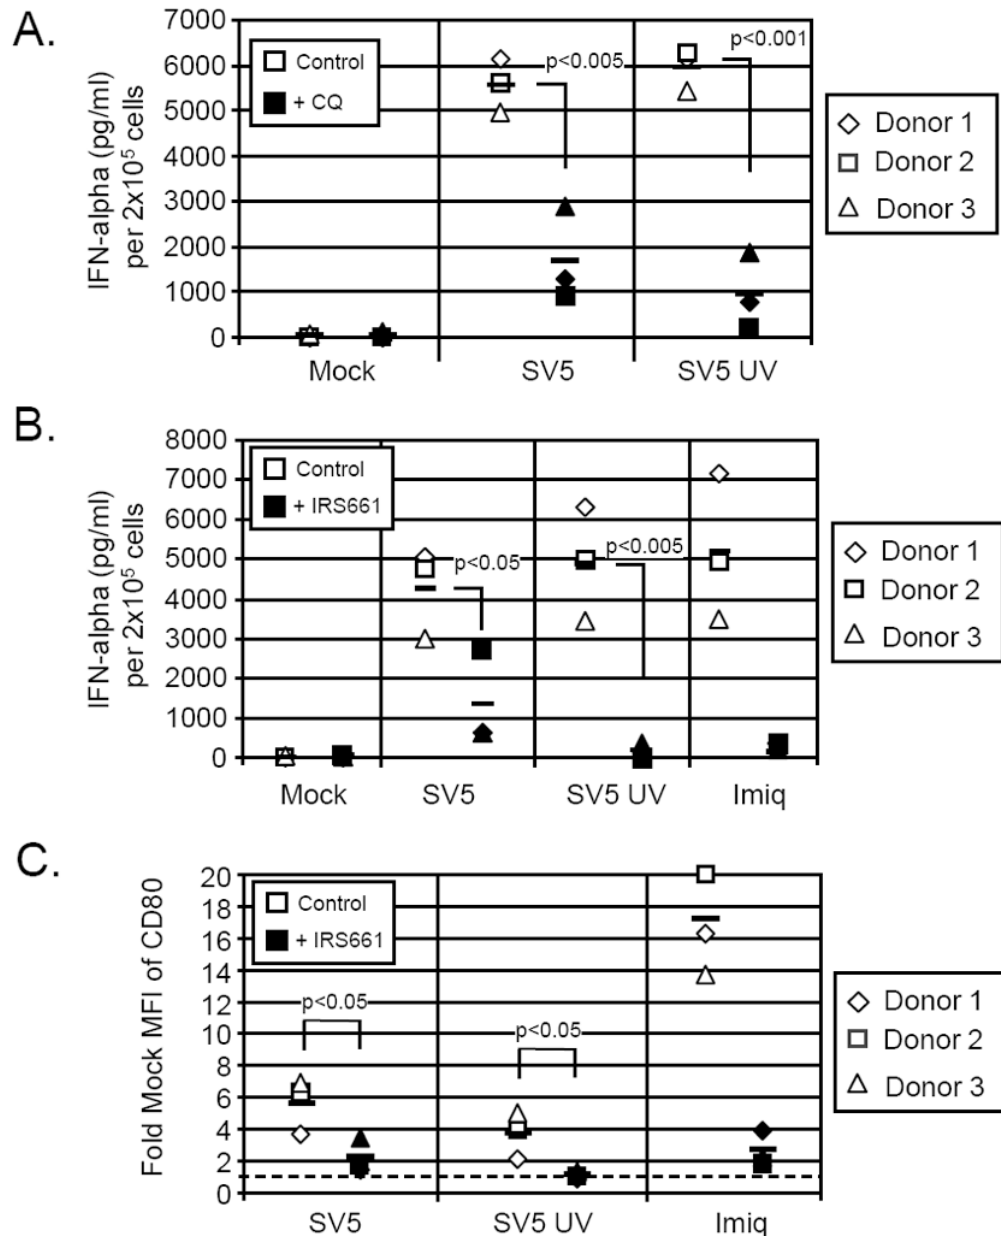 A.
IFN-alpha (pg/ml)
per 2x10⁵ cells
7000
6000
5000
4000
3000
2000
1000
0
Control
+ CQ
p<0.005
p<0.001
Mock
SV5
SV5 UV
Donor 1
Donor 2
Donor 3
B.
IFN-alpha (pg/ml)
per 2x10⁵ cells
8000
7000
6000
5000
4000
3000
2000
1000
0
Control
+ IRS661
p<0.05
p<0.005
Mock
SV5
SV5 UV
Imiq
Donor 1
Donor 2
Donor 3
C.
Fold Mock MFI of CD80
20
18
16
14
12
10
8
6
4
2
0
Control
+ IRS661
p<0.05
p<0.05
SV5
SV5 UV
Imiq
Donor 1
Donor 2
Donor 3